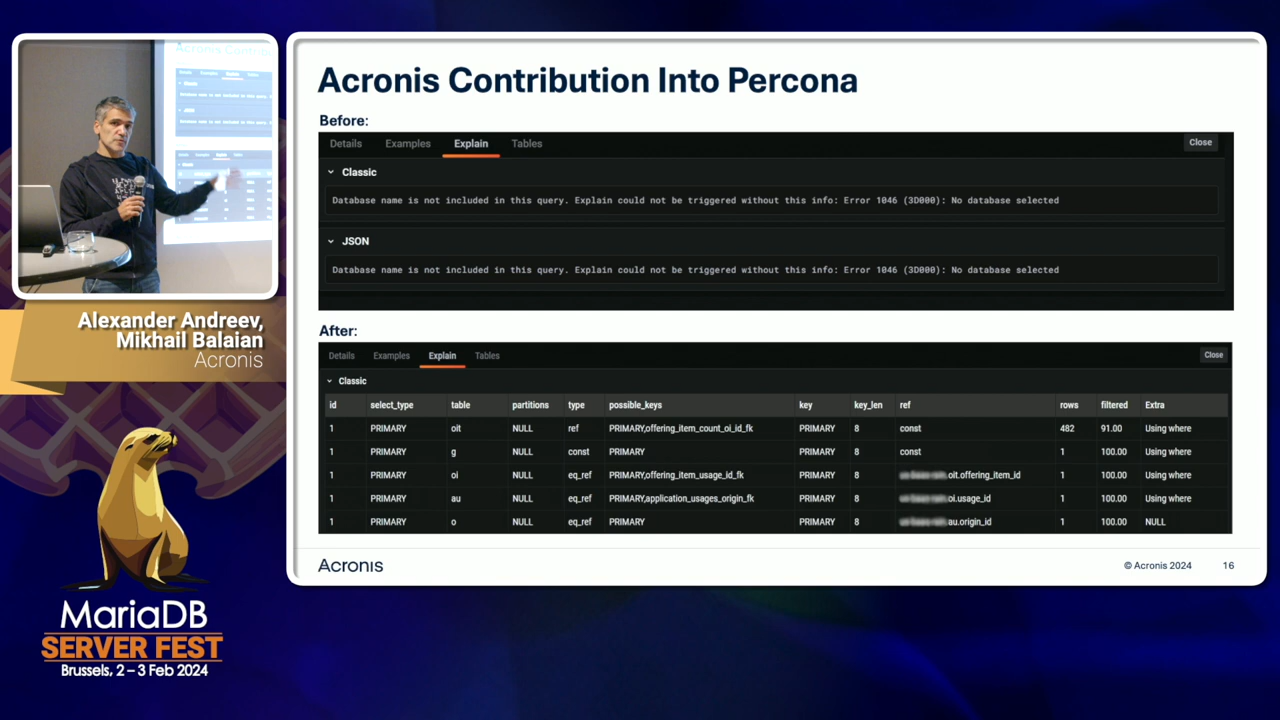 Acronis Contribution Into Percona
Before:
Details Examples Explain Tables Close
Classic
Database name is not included in this query. Explain could not be triggered without this info: Error 1046 (3D000): No database selected
JSON
Database name is not included in this query. Explain could not be triggered without this info: Error 1046 (3D000): No database selected
After:
Details Examples Explain Tables Close
Classic
id select_type table partitions type possible_keys key key_len ref rows filtered Extra
1 PRIMARY oit NULL ref PRIMARY,offering_item_count_oi_id_fk PRIMARY 8 const 482 91.00 Using where
1 PRIMARY g NULL const PRIMARY PRIMARY 8 const 1 100.00 Using where
1 PRIMARY oi NULL eq_ref PRIMARY,offering_item_usage_id_fk PRIMARY 8 .oit.offering_item_id 1 100.00 Using where
1 PRIMARY au NULL eq_ref PRIMARY,application_usages_origin_fk PRIMARY 8 .oi.usage_id 1 100.00 Using where
1 PRIMARY o NULL eq_ref PRIMARY PRIMARY 8 au.origin_id 1 100.00 NULL
Acronis © Acronis 2024 16
Alexander Andreev,
Mikhail Balaian
Acronis
MariaDB
SERVER FEST
Brussels, 2 – 3 Feb 2024